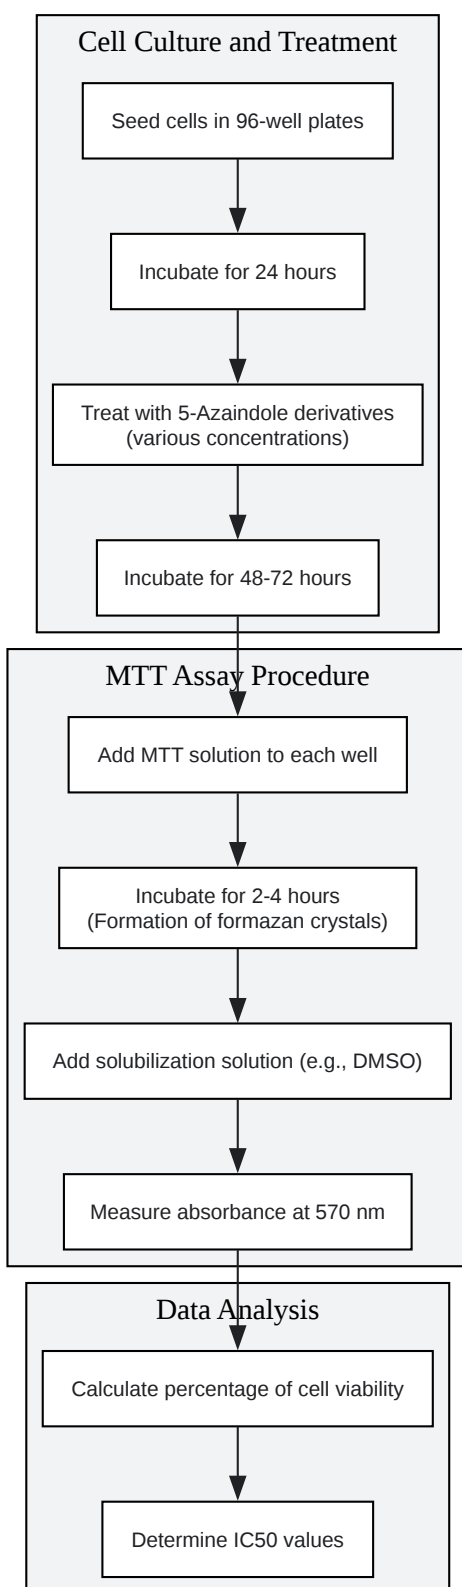 Cell Culture and Treatment
Seed cells in 96-well plates
Incubate for 24 hours
Treat with 5-Azaindole derivatives
(various concentrations)
Incubate for 48-72 hours
MTT Assay Procedure
Add MTT solution to each well
Incubate for 2-4 hours
(Formation of formazan crystals)
Add solubilization solution (e.g., DMSO)
Measure absorbance at 570 nm
Data Analysis
Calculate percentage of cell viability
Determine IC50 values